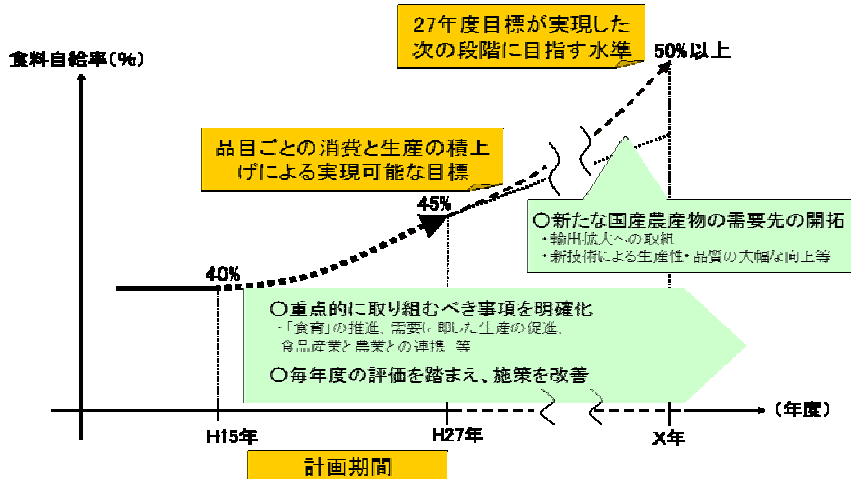 27年度目標が実現した
次の段階に目指す水準
食料自給率(%)
50%以上
品目ごとの消費と生産の積上
げによる実現可能な目標
45%
40%
○新たな国産農産物の需要先の開拓
・輸出拡大への取組
・新技術による生産性・品質の大幅な向上等
○重点的に取り組むべき事項を明確化
・「食育」の推進、需要に即した生産の促進、
食品産業と農業との連携 等
○毎年度の評価を踏まえ、施策を改善
(年度)
H15年
H27年
X年
計画期間